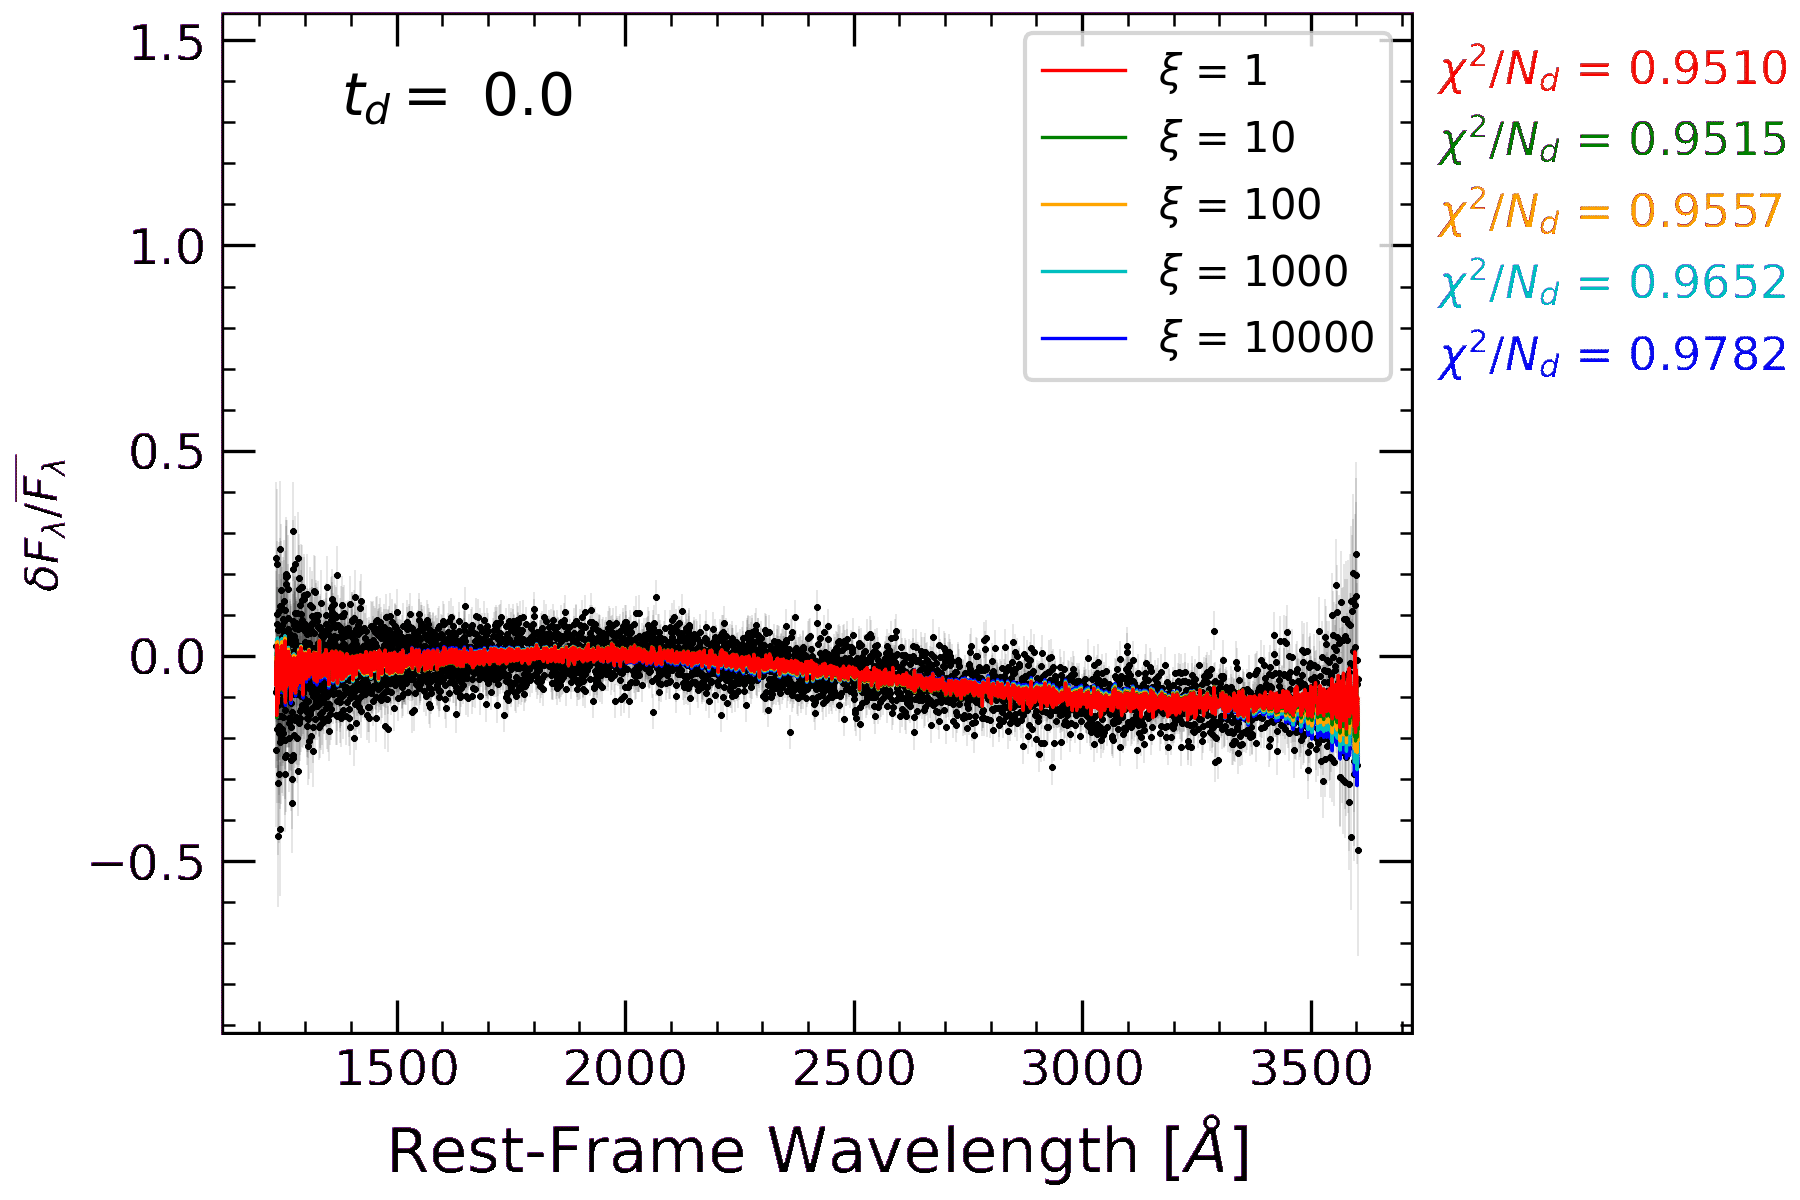 1.5
1.0
0.5
0.0
−0.5
δF_λ/F̅_λ̅
t_d = 0.0
ξ = 1
ξ = 10
ξ = 100
ξ = 1000
ξ = 10000
χ²/N_d = 0.9510
χ²/N_d = 0.9515
χ²/N_d = 0.9557
χ²/N_d = 0.9652
χ²/N_d = 0.9782
1500 2000 2500 3000 3500
Rest-Frame Wavelength [Å]